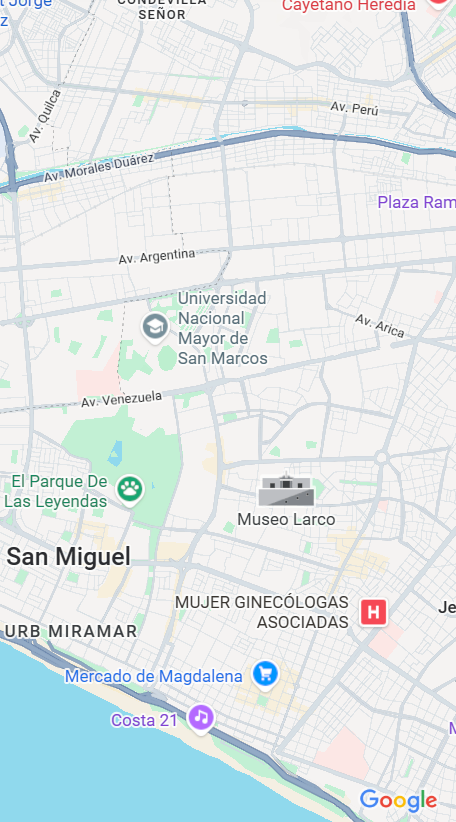 t Jorge
z
CONDEVILLA
SEÑOR
Cayetano Heredia
Av. Quilca
Av. Perú
Av. Morales Duárez
Plaza Ram
Av. Argentina
Universidad
Nacional
Mayor de
San Marcos
Av. Arica
Av. Venezuela
El Parque De
Las Leyendas
Museo Larco
San Miguel
MUJER GINECÓLOGAS
ASOCIADAS
H
Je
URB MIRAMAR
Mercado de Magdalena
Costa 21
M
Google